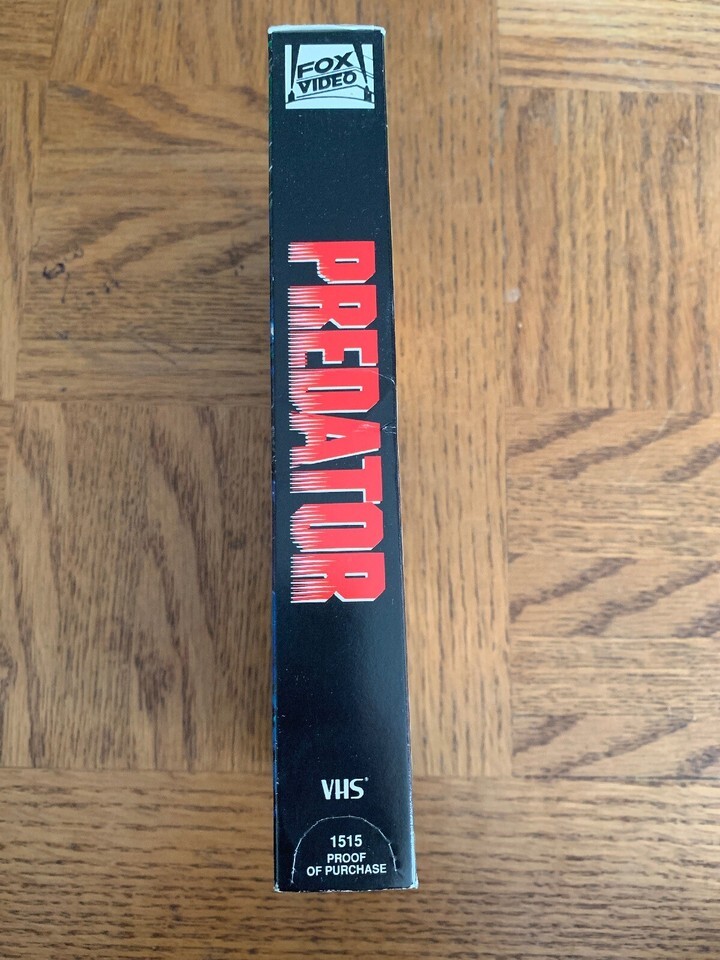 FOX
VIDEO
PREDATOR
VHS®
1515
PROOF
OF PURCHASE